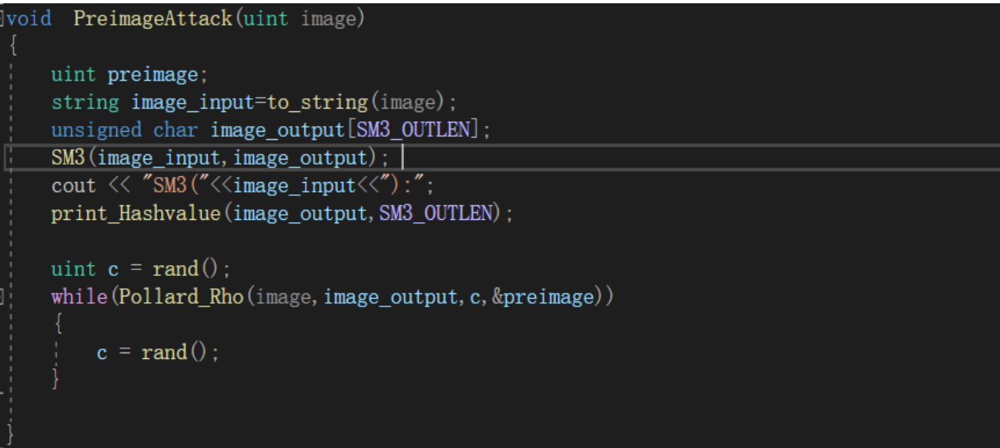 void  PreimageAttack(uint image)
{
    uint preimage;
    string image_input=to_string(image);
    unsigned char image_output[SM3_OUTLEN];
    SM3(image_input,image_output);
    cout << "SM3("<<image_input<<"):";
    print_Hashvalue(image_output,SM3_OUTLEN);
    uint c = rand();
    while(Pollard_Rho(image,image_output,c,&preimage))
    {
        c = rand();
    }
}